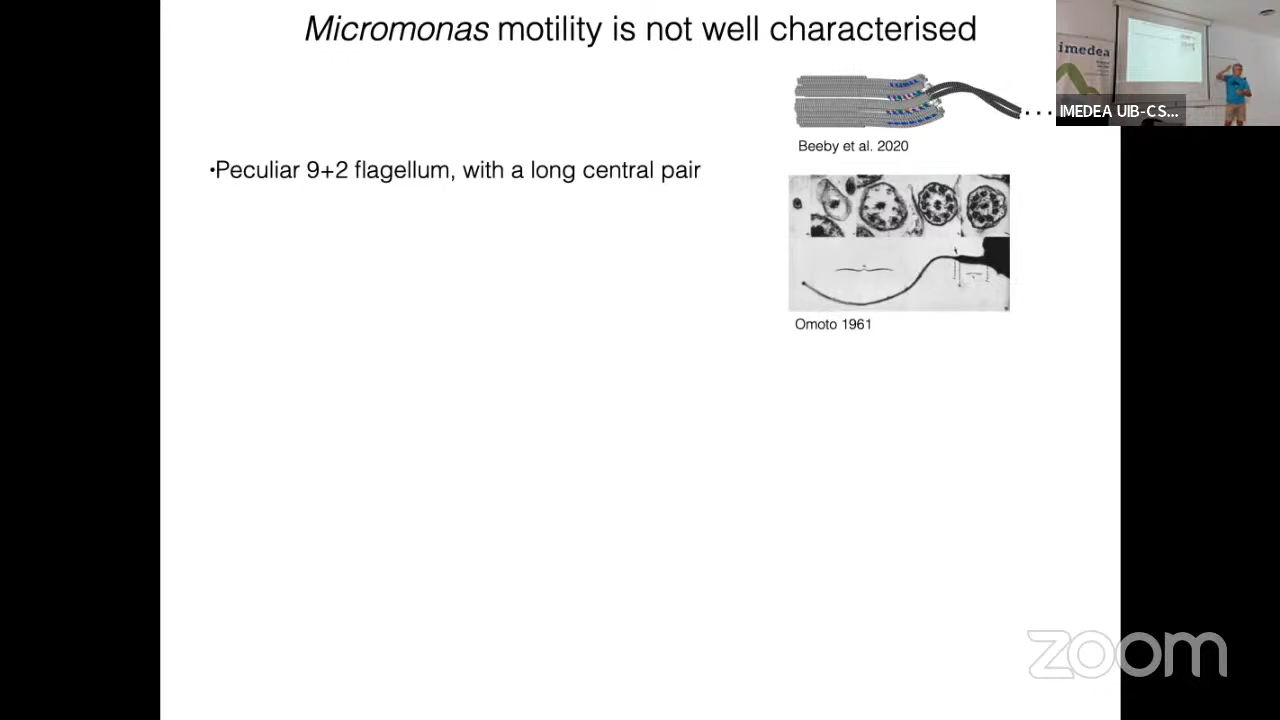 Micromonas motility is not well characterised
imedea
IMEDEA UIB-CS...
Beeby et al. 2020
•Peculiar 9+2 flagellum, with a long central pair
Omoto 1961
zoom